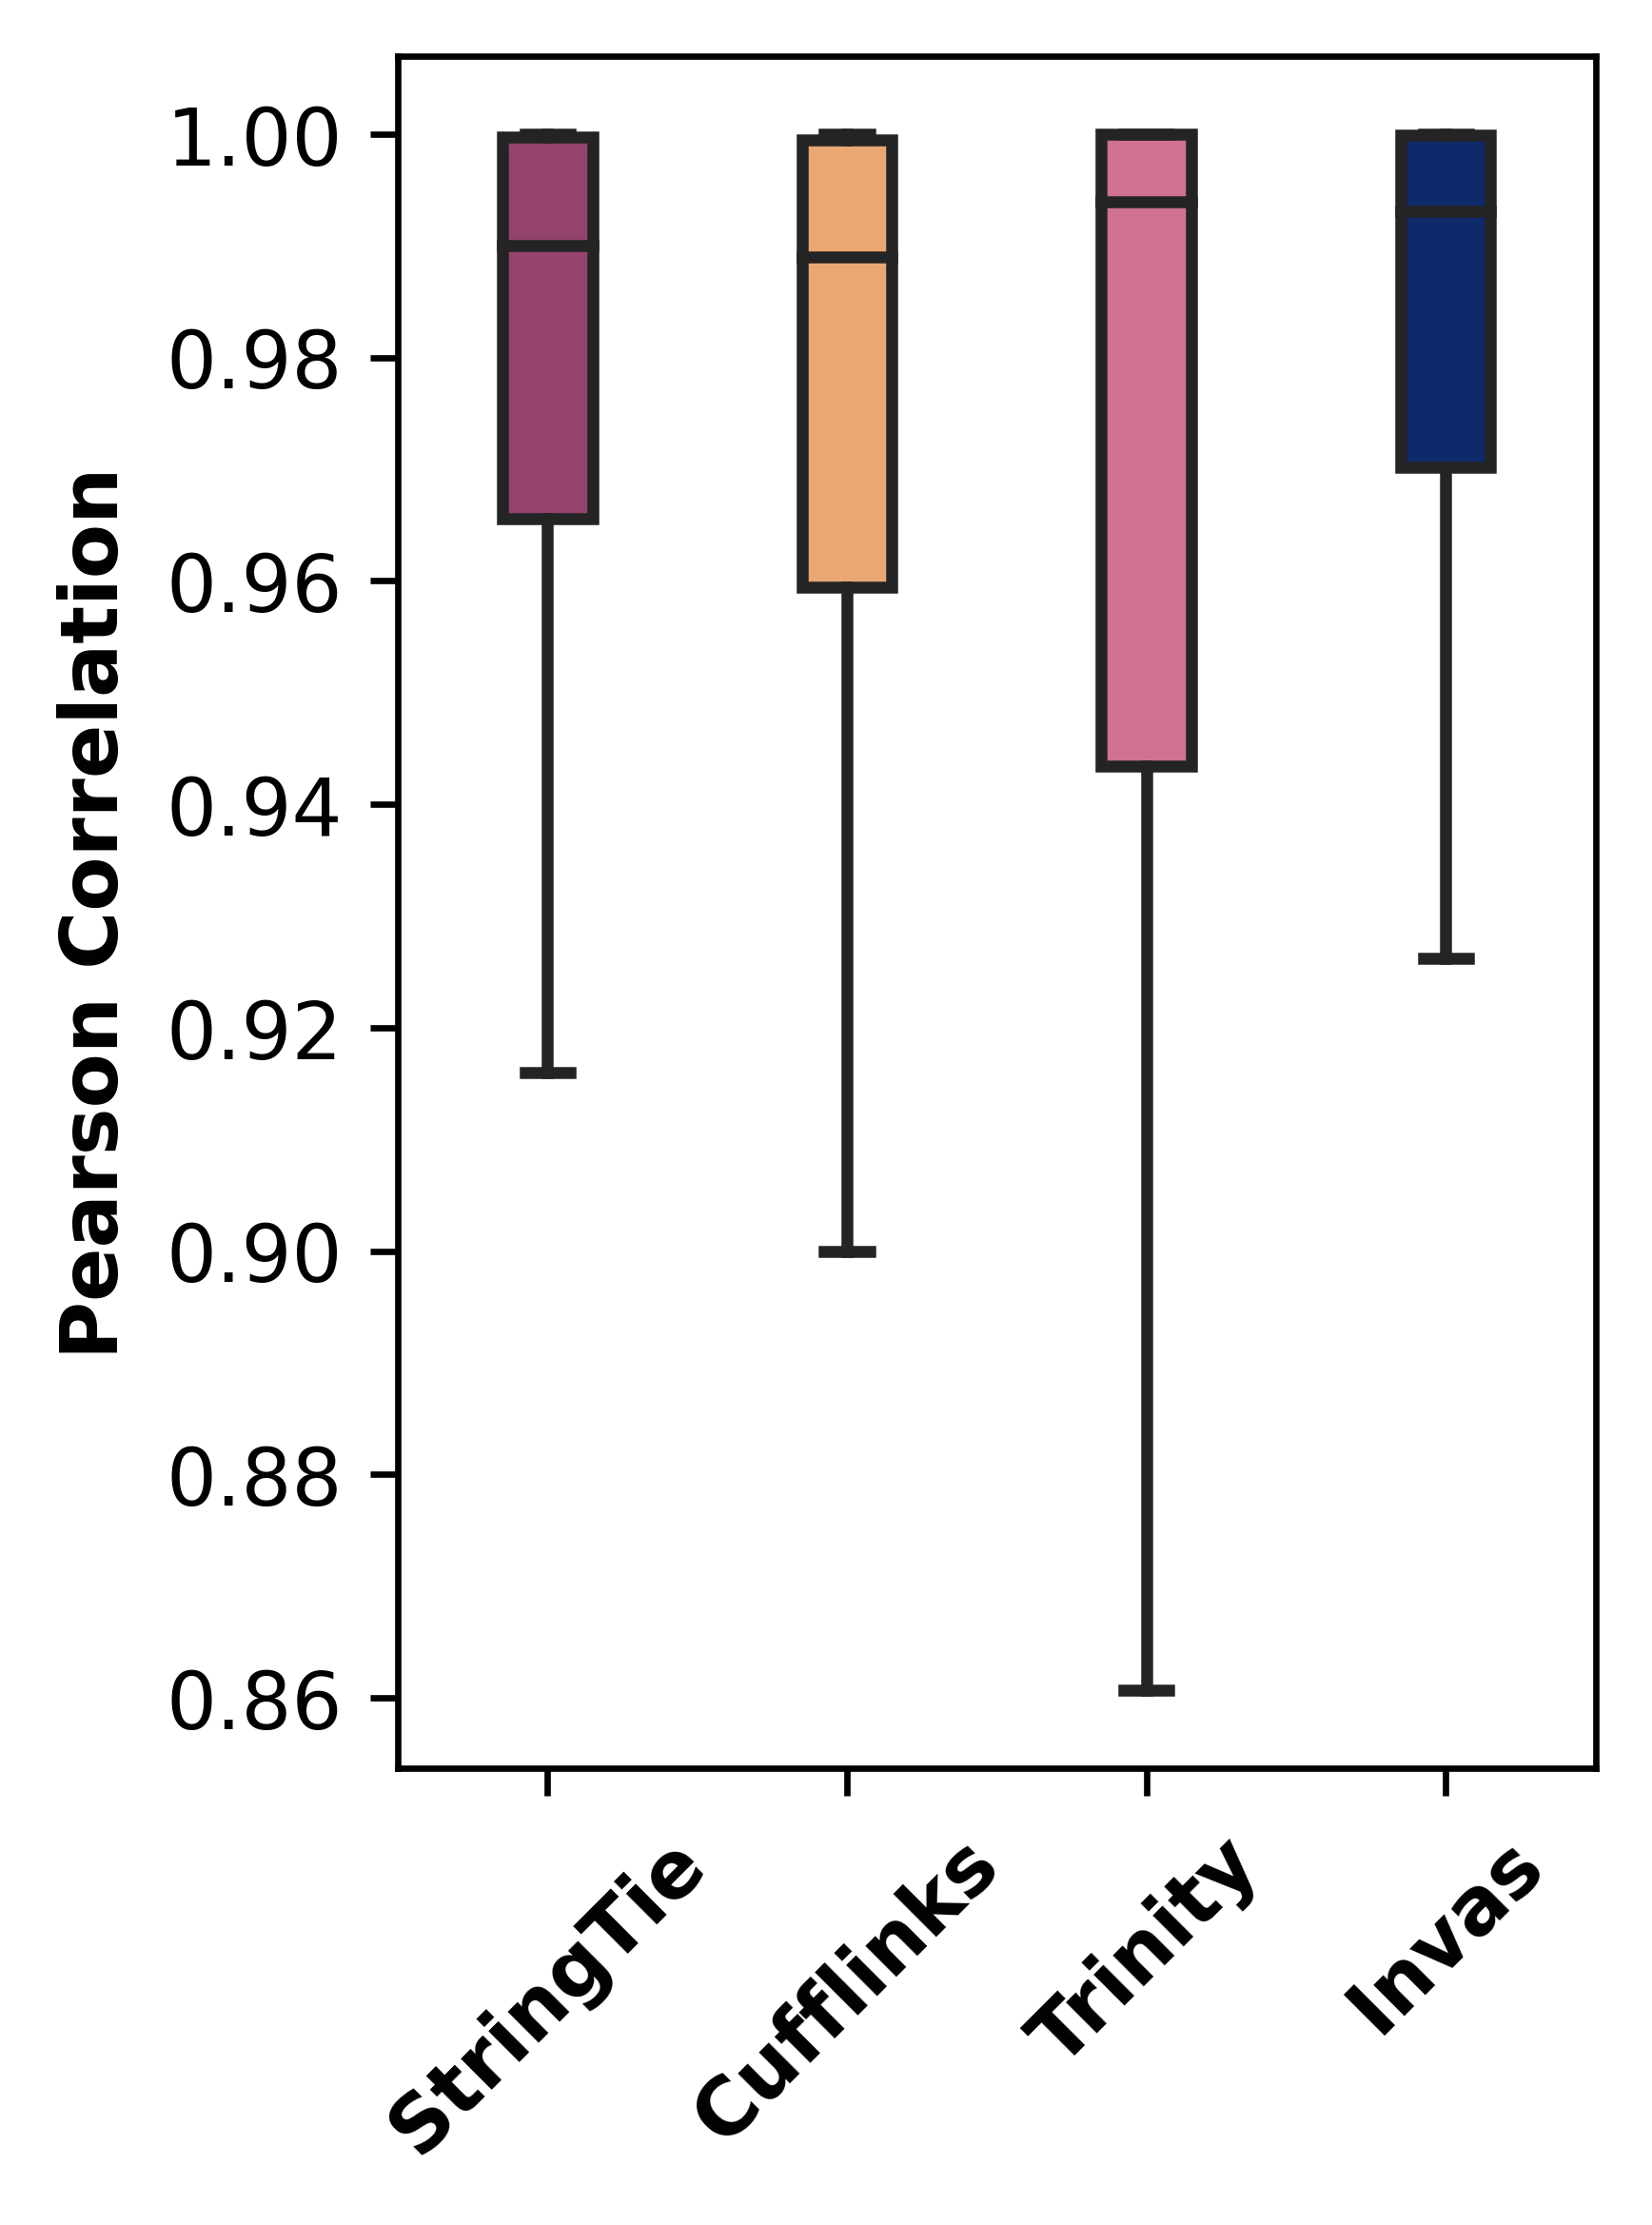 Pearson Correlation
1.00
0.98
0.96
0.94
0.92
0.90
0.88
0.86
StringTie
Cufflinks
Trinity
Invas